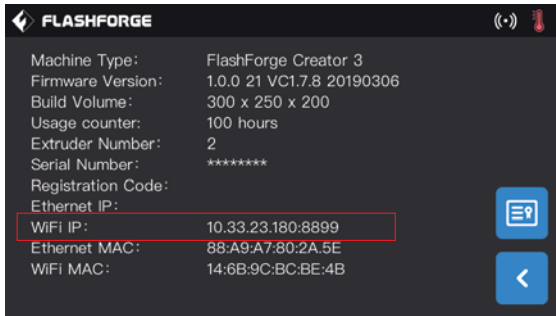 FLASHFORGE
Machine Type: FlashForge Creator 3
Firmware Version: 1.0.0 21 VC1.7.8 20190306
Build Volume: 300 x 250 x 200
Usage counter: 100 hours
Extruder Number: 2
Serial Number: ********
Registration Code:
Ethernet IP:
WiFi IP: 10.33.23.180:8899
Ethernet MAC: 88:A9:A7:80:2A.5E
WiFi MAC: 14:6B:9C:BC:BE:4B